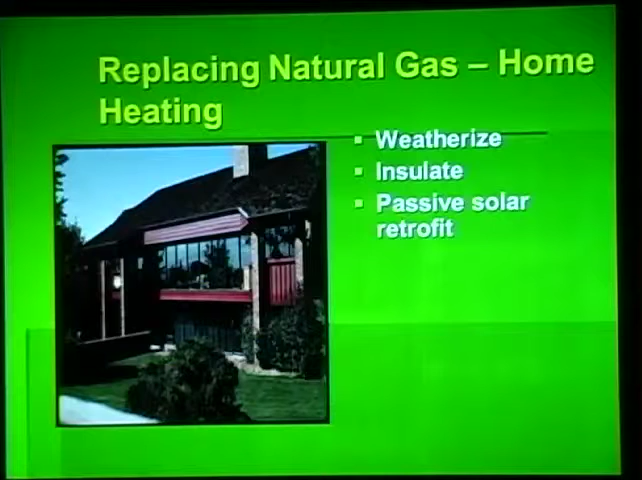 Replacing Natural Gas – Home
Heating
Weatherize
Insulate
Passive solar
retrofit